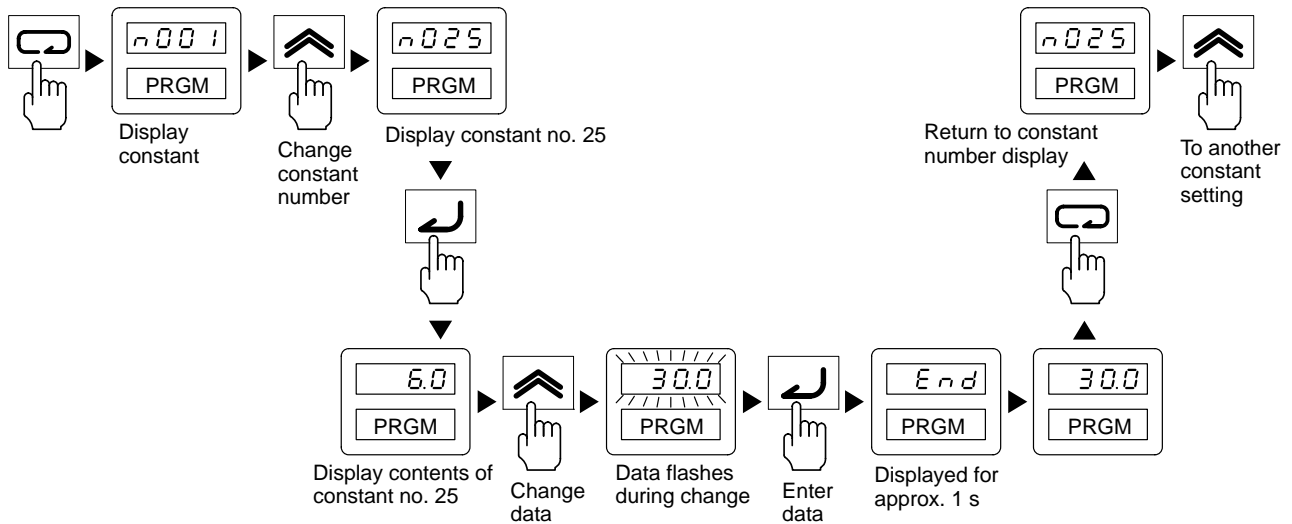 n001
PRGM
Display
constant
Change
constant
number
n025
PRGM
Display constant no. 25
6.0
PRGM
Display contents of
constant no. 25
Change
data
30.0
PRGM
Data flashes
during change
Enter
data
End
PRGM
Displayed for
approx. 1 s
30.0
PRGM
n025
PRGM
Return to constant
number display
To another
constant
setting